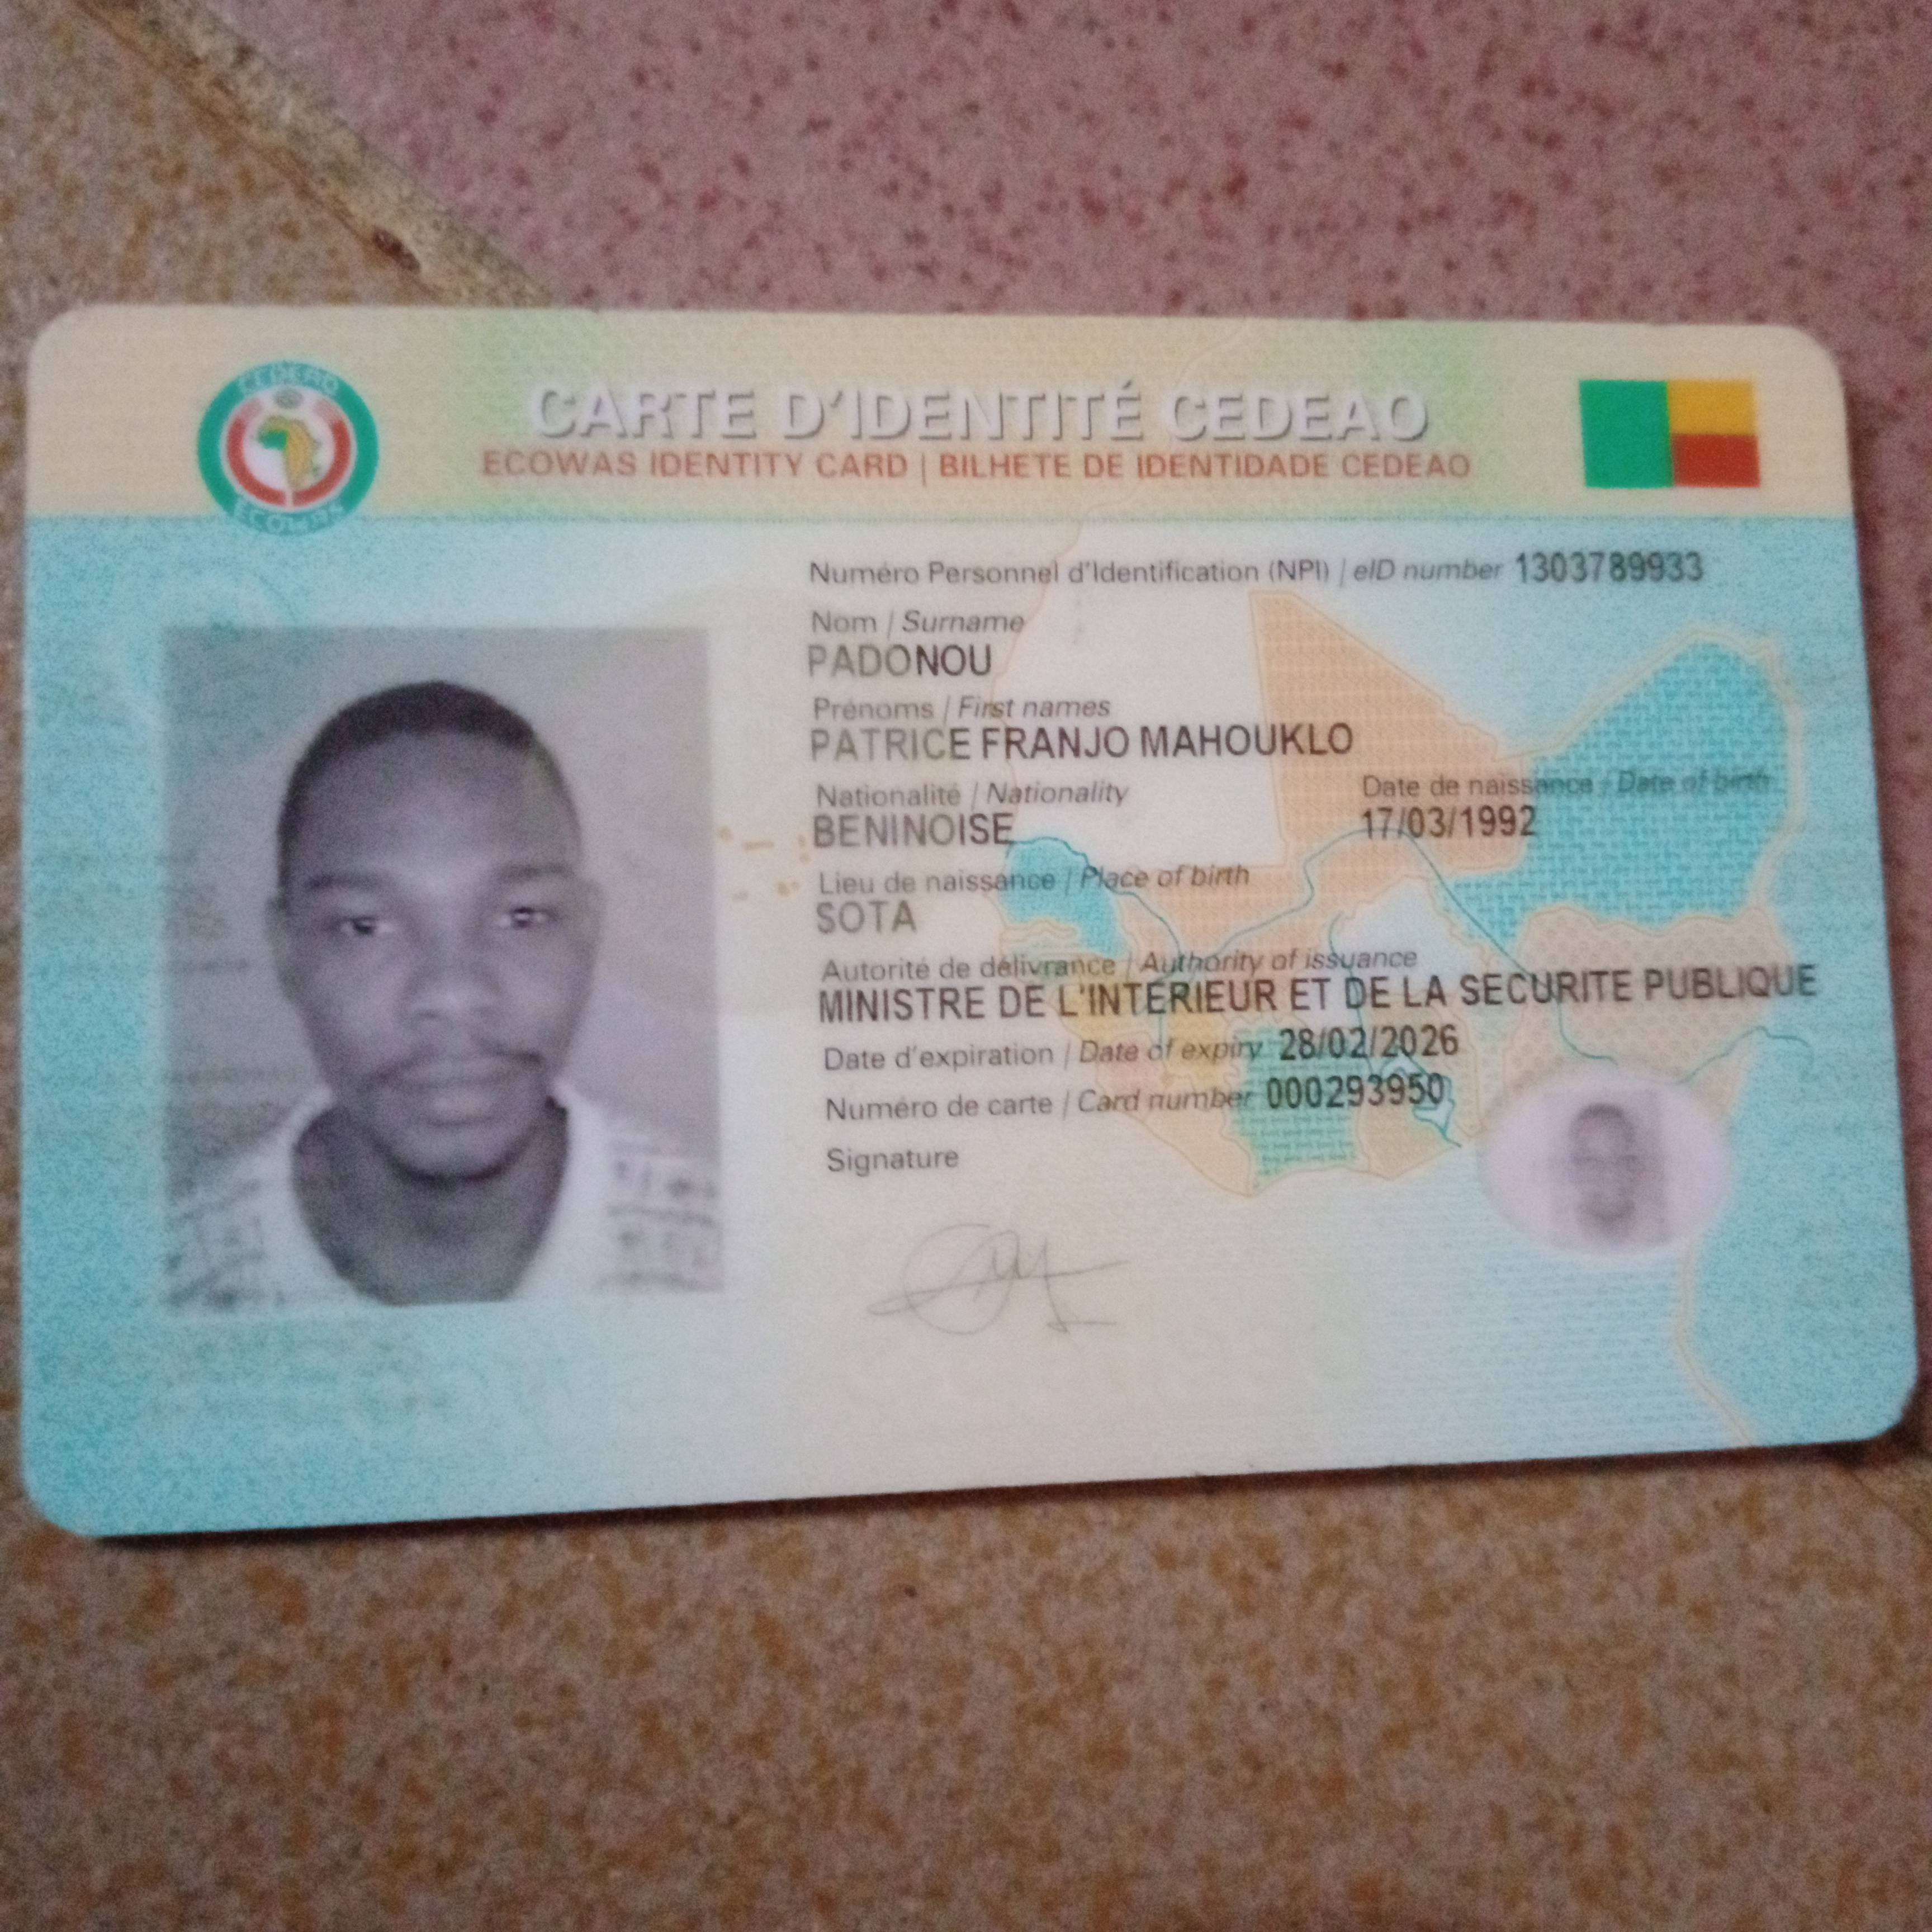 CEDEAO
ECOWAS
CARTE D'IDENTITÉ CEDEAO
ECOWAS IDENTITY CARD | BILHETE DE IDENTIDADE CEDEAO
Numéro Personnel d'Identification (NPI) | eID number 1303789933
Nom / Surname
PADONOU
Prénoms / First names
PATRICE FRANJO MAHOUKLO
Nationalité / Nationality
BENINOISE
Date de naissance / Date of birth
17/03/1992
Lieu de naissance / Place of birth
SOTA
Autorité de délivrance / Authority of issuance
MINISTRE DE L'INTERIEUR ET DE LA SECURITE PUBLIQUE
Date d'expiration / Date of expiry 28/02/2026
Numéro de carte / Card number 000293950
Signature